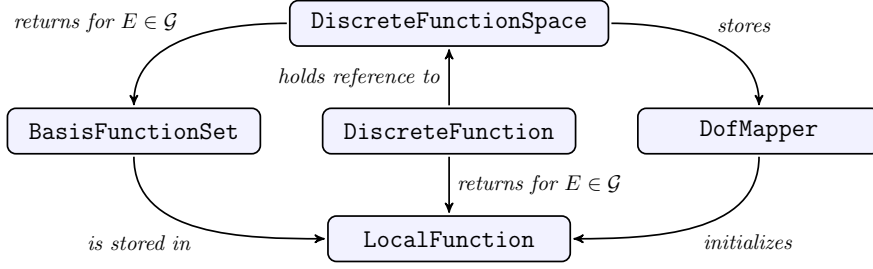 returns for E ∈ 𝒢
DiscreteFunctionSpace
stores
holds reference to
BasisFunctionSet
DiscreteFunction
DofMapper
returns for E ∈ 𝒢
is stored in
LocalFunction
initializes